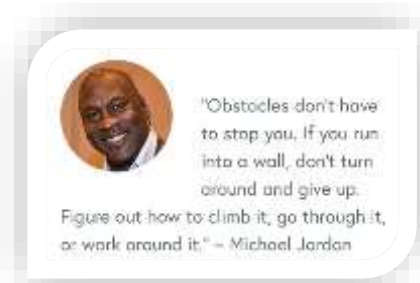 "Obstacles don't have
to stop you. If you run
into a wall, don't turn
around and give up.
Figure out how to climb it, go through it,
or work around it." – Michael Jordan